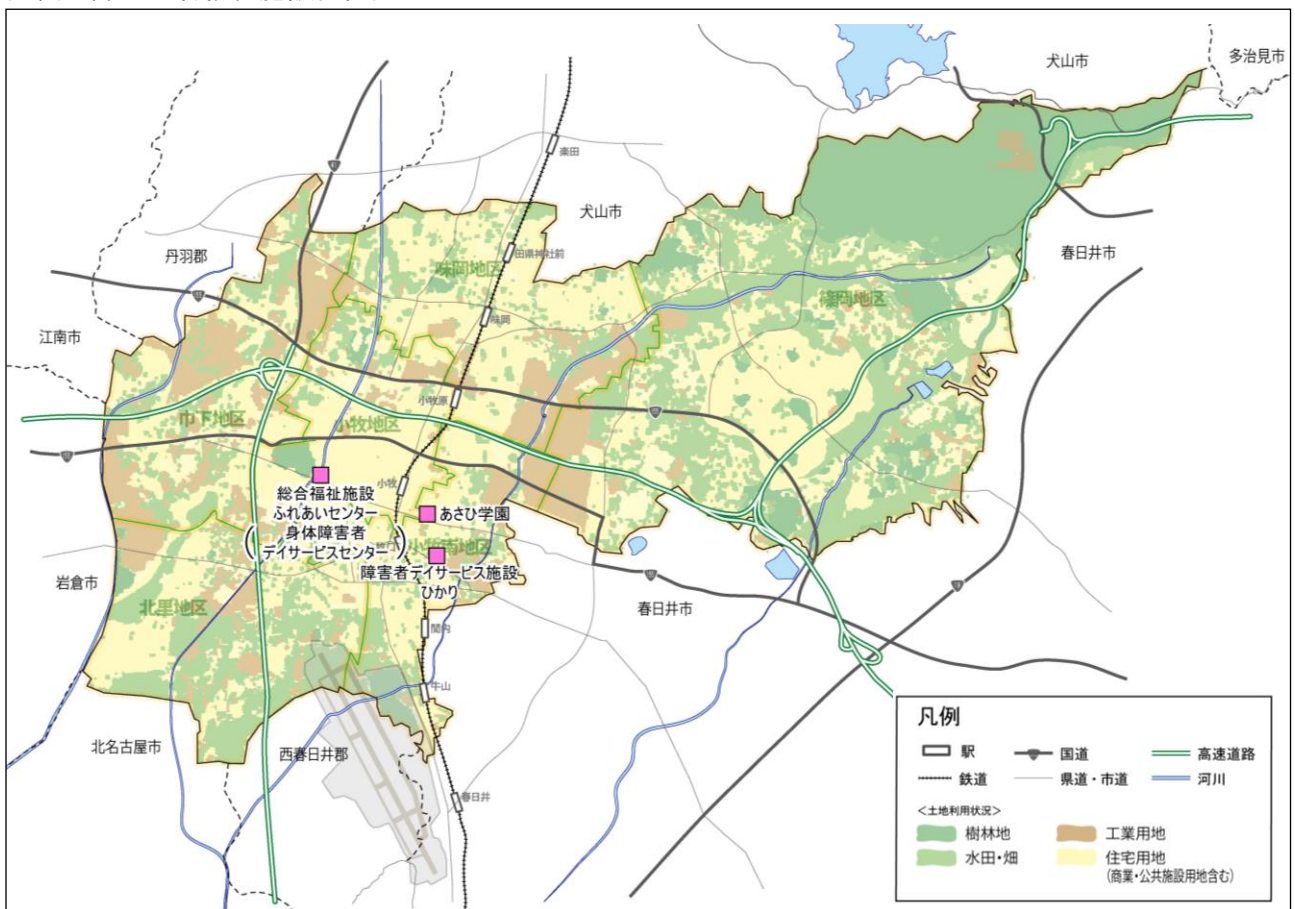 犬山市
多治見市
楽田
犬山市
丹羽郡
田県神社前
味岡地区
春日井市
篠岡地区
味岡
江南市
小牧原
巾下地区
小牧地区
小牧
総合福祉施設
ふれあいセンター
(身体障害者
デイサービスセンター)
あさひ学園
小牧南地区
障害者デイサービス施設
ひかり
岩倉市
北里地区
春日井市
間内
牛山
北名古屋市
西春日井郡
春日井
凡例
駅
国道
高速道路
鉄道
県道・市道
河川
<土地利用状況>
樹林地
工業用地
水田・畑
住宅用地
(商業・公共施設用地含む)